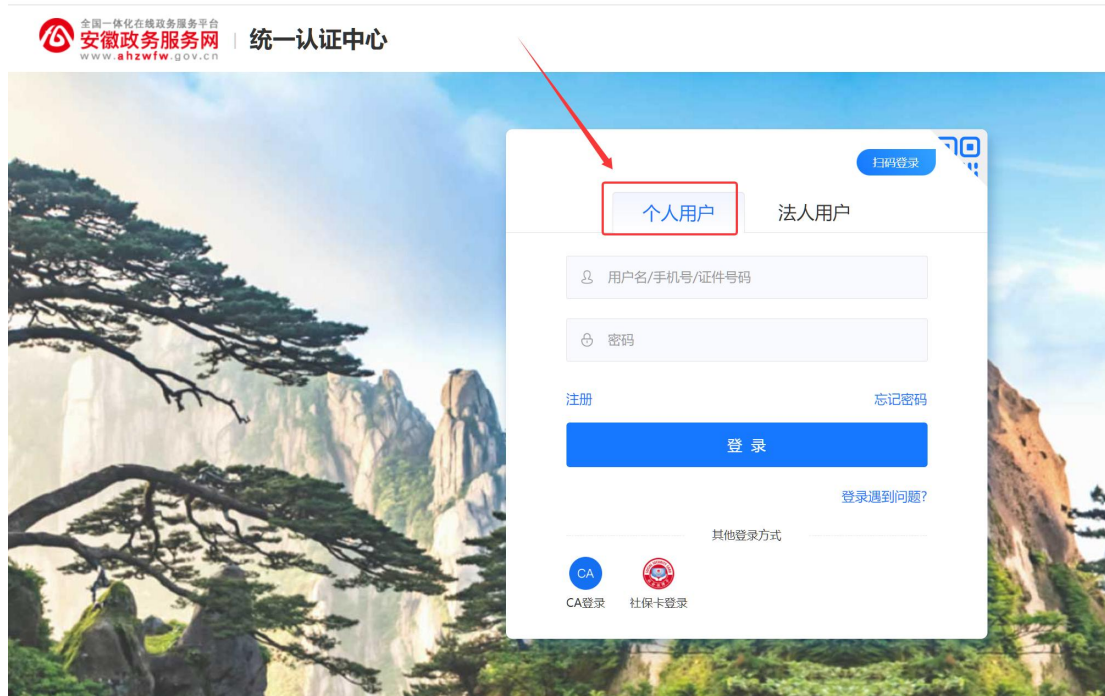 全国一体化在线政务服务平台
安徽政务服务网
www.ahzwfw.gov.cn
统一认证中心
扫码登录
个人用户
法人用户
用户名/手机号/证件号码
密码
注册
忘记密码
登 录
登录遇到问题?
其他登录方式
CA
CA登录
社保卡登录